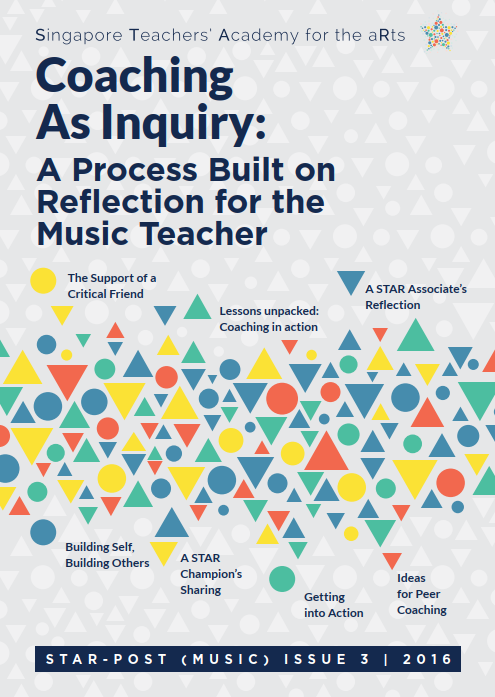 Singapore Teachers' Academy for the aRts
Coaching
As Inquiry:
A Process Built on
Reflection for the
Music Teacher
The Support of a
Critical Friend
Lessons unpacked:
Coaching in action
A STAR Associate's
Reflection
Building Self,
Building Others
A STAR
Champion's
Sharing
Getting
into Action
Ideas
for Peer
Coaching
STAR-POST (MUSIC) ISSUE 3 | 2016